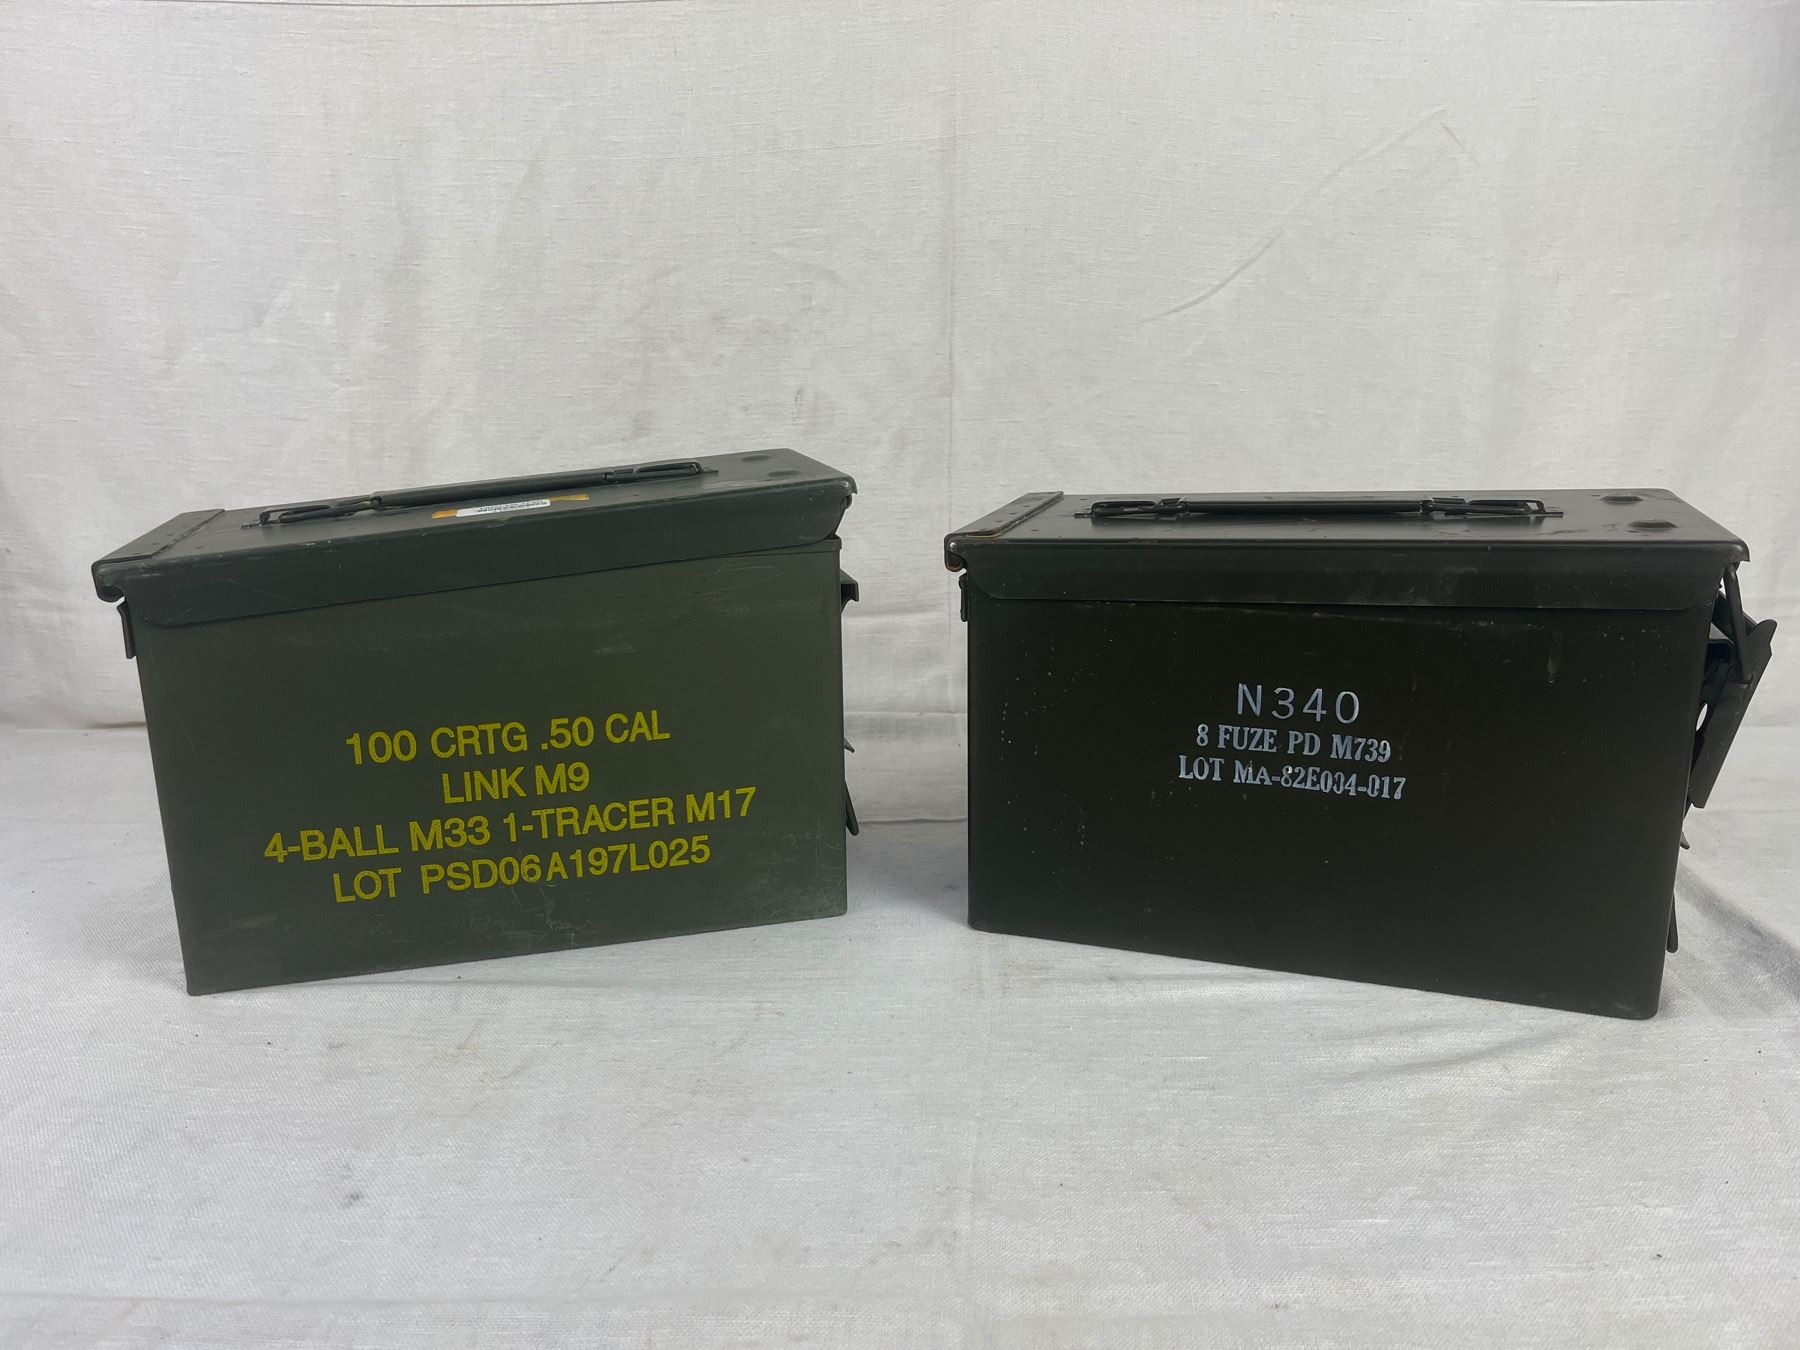 100 CRTG .50 CAL
LINK M9
4-BALL M33 1-TRACER M17
LOT PSD06A197L025
N340
8 FUZE PD M739
LOT MA-82E004-017